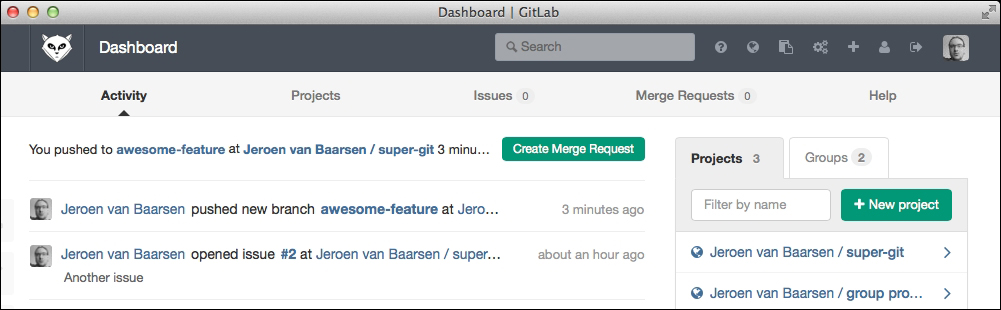 Dashboard | GitLab
Dashboard
Search
Activity
Projects
Issues 0
Merge Requests 0
Help
You pushed to awesome-feature at Jeroen van Baarsen / super-git 3 minu...
Create Merge Request
Jeroen van Baarsen pushed new branch awesome-feature at Jero...
3 minutes ago
Jeroen van Baarsen opened issue #2 at Jeroen van Baarsen / super...
about an hour ago
Another issue
Projects 3
Groups 2
Filter by name
+ New project
Jeroen van Baarsen / super-git
Jeroen van Baarsen / group pro...